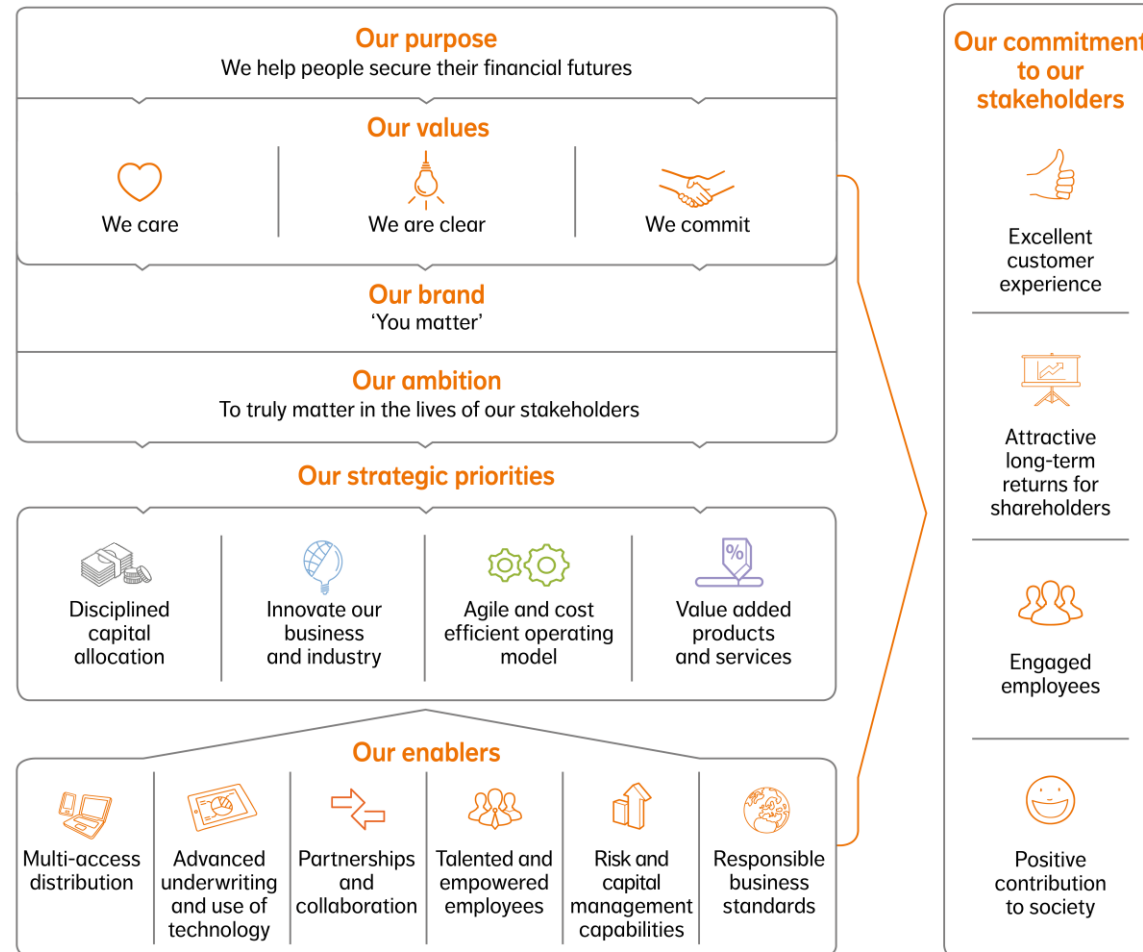 Our purpose
We help people secure their financial futures
Our values
We care
We are clear
We commit
Our brand
‘You matter’
Our ambition
To truly matter in the lives of our stakeholders
Our strategic priorities
Disciplined
capital
allocation
Innovate our
business
and industry
Agile and cost
efficient operating
model
%
Value added
products
and services
Our enablers
Multi-access
distribution
Advanced
underwriting
and use of
technology
Partnerships
and
collaboration
Talented and
empowered
employees
Risk and
capital
management
capabilities
Responsible
business
standards
Our commitment
to our
stakeholders
Excellent
customer
experience
Attractive
long-term
returns for
shareholders
Engaged
employees
Positive
contribution
to society